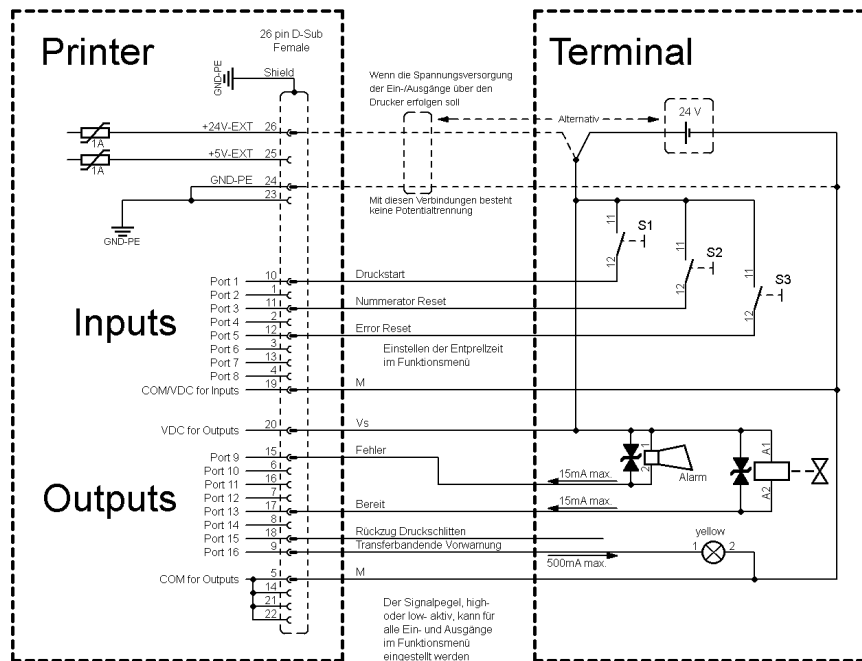 Printer
26 pin D-Sub
Female
Terminal
Shield
GND-PE
Wenn die Spannungsversorgung
der Ein-/Ausgänge über den
Drucker erfolgen soll
Alternativ
24 V
+24V-EXT 26
1A
+5V-EXT 25
1A
GND-PE 24
23
GND-PE
Mit diesen Verbindungen besteht
keine Potentialtrennung
11 S1 12
11 S2 12
11 S3 12
Inputs
Port 1 10 Druckstart
Port 2 1
Port 3 11 Nummerator Reset
Port 4 2
Port 5 12 Error Reset
Port 6 3
Port 7 13
Port 8 4
Einstellen der Entprellzeit
im Funktionsmenü
COM/VDC for Inputs 19 M
VDC for Outputs 20 Vs
Outputs
Port 9 15 Fehler
Port 10 6
Port 11 16
Port 12 7
Port 13 17 Bereit
Port 14 8
Port 15 18 Rückzug Druckschlitten
Port 16 9 Transferbandende Vorwarnung
1
2
Alarm
A1
A2
15mA max.
15mA max.
yellow
1 2
500mA max.
COM for Outputs 5 M
14
21
22
Der Signalpegel, high-
oder low- aktiv, kann für
alle Ein- und Ausgänge
im Funktionsmenü
eingestellt werden